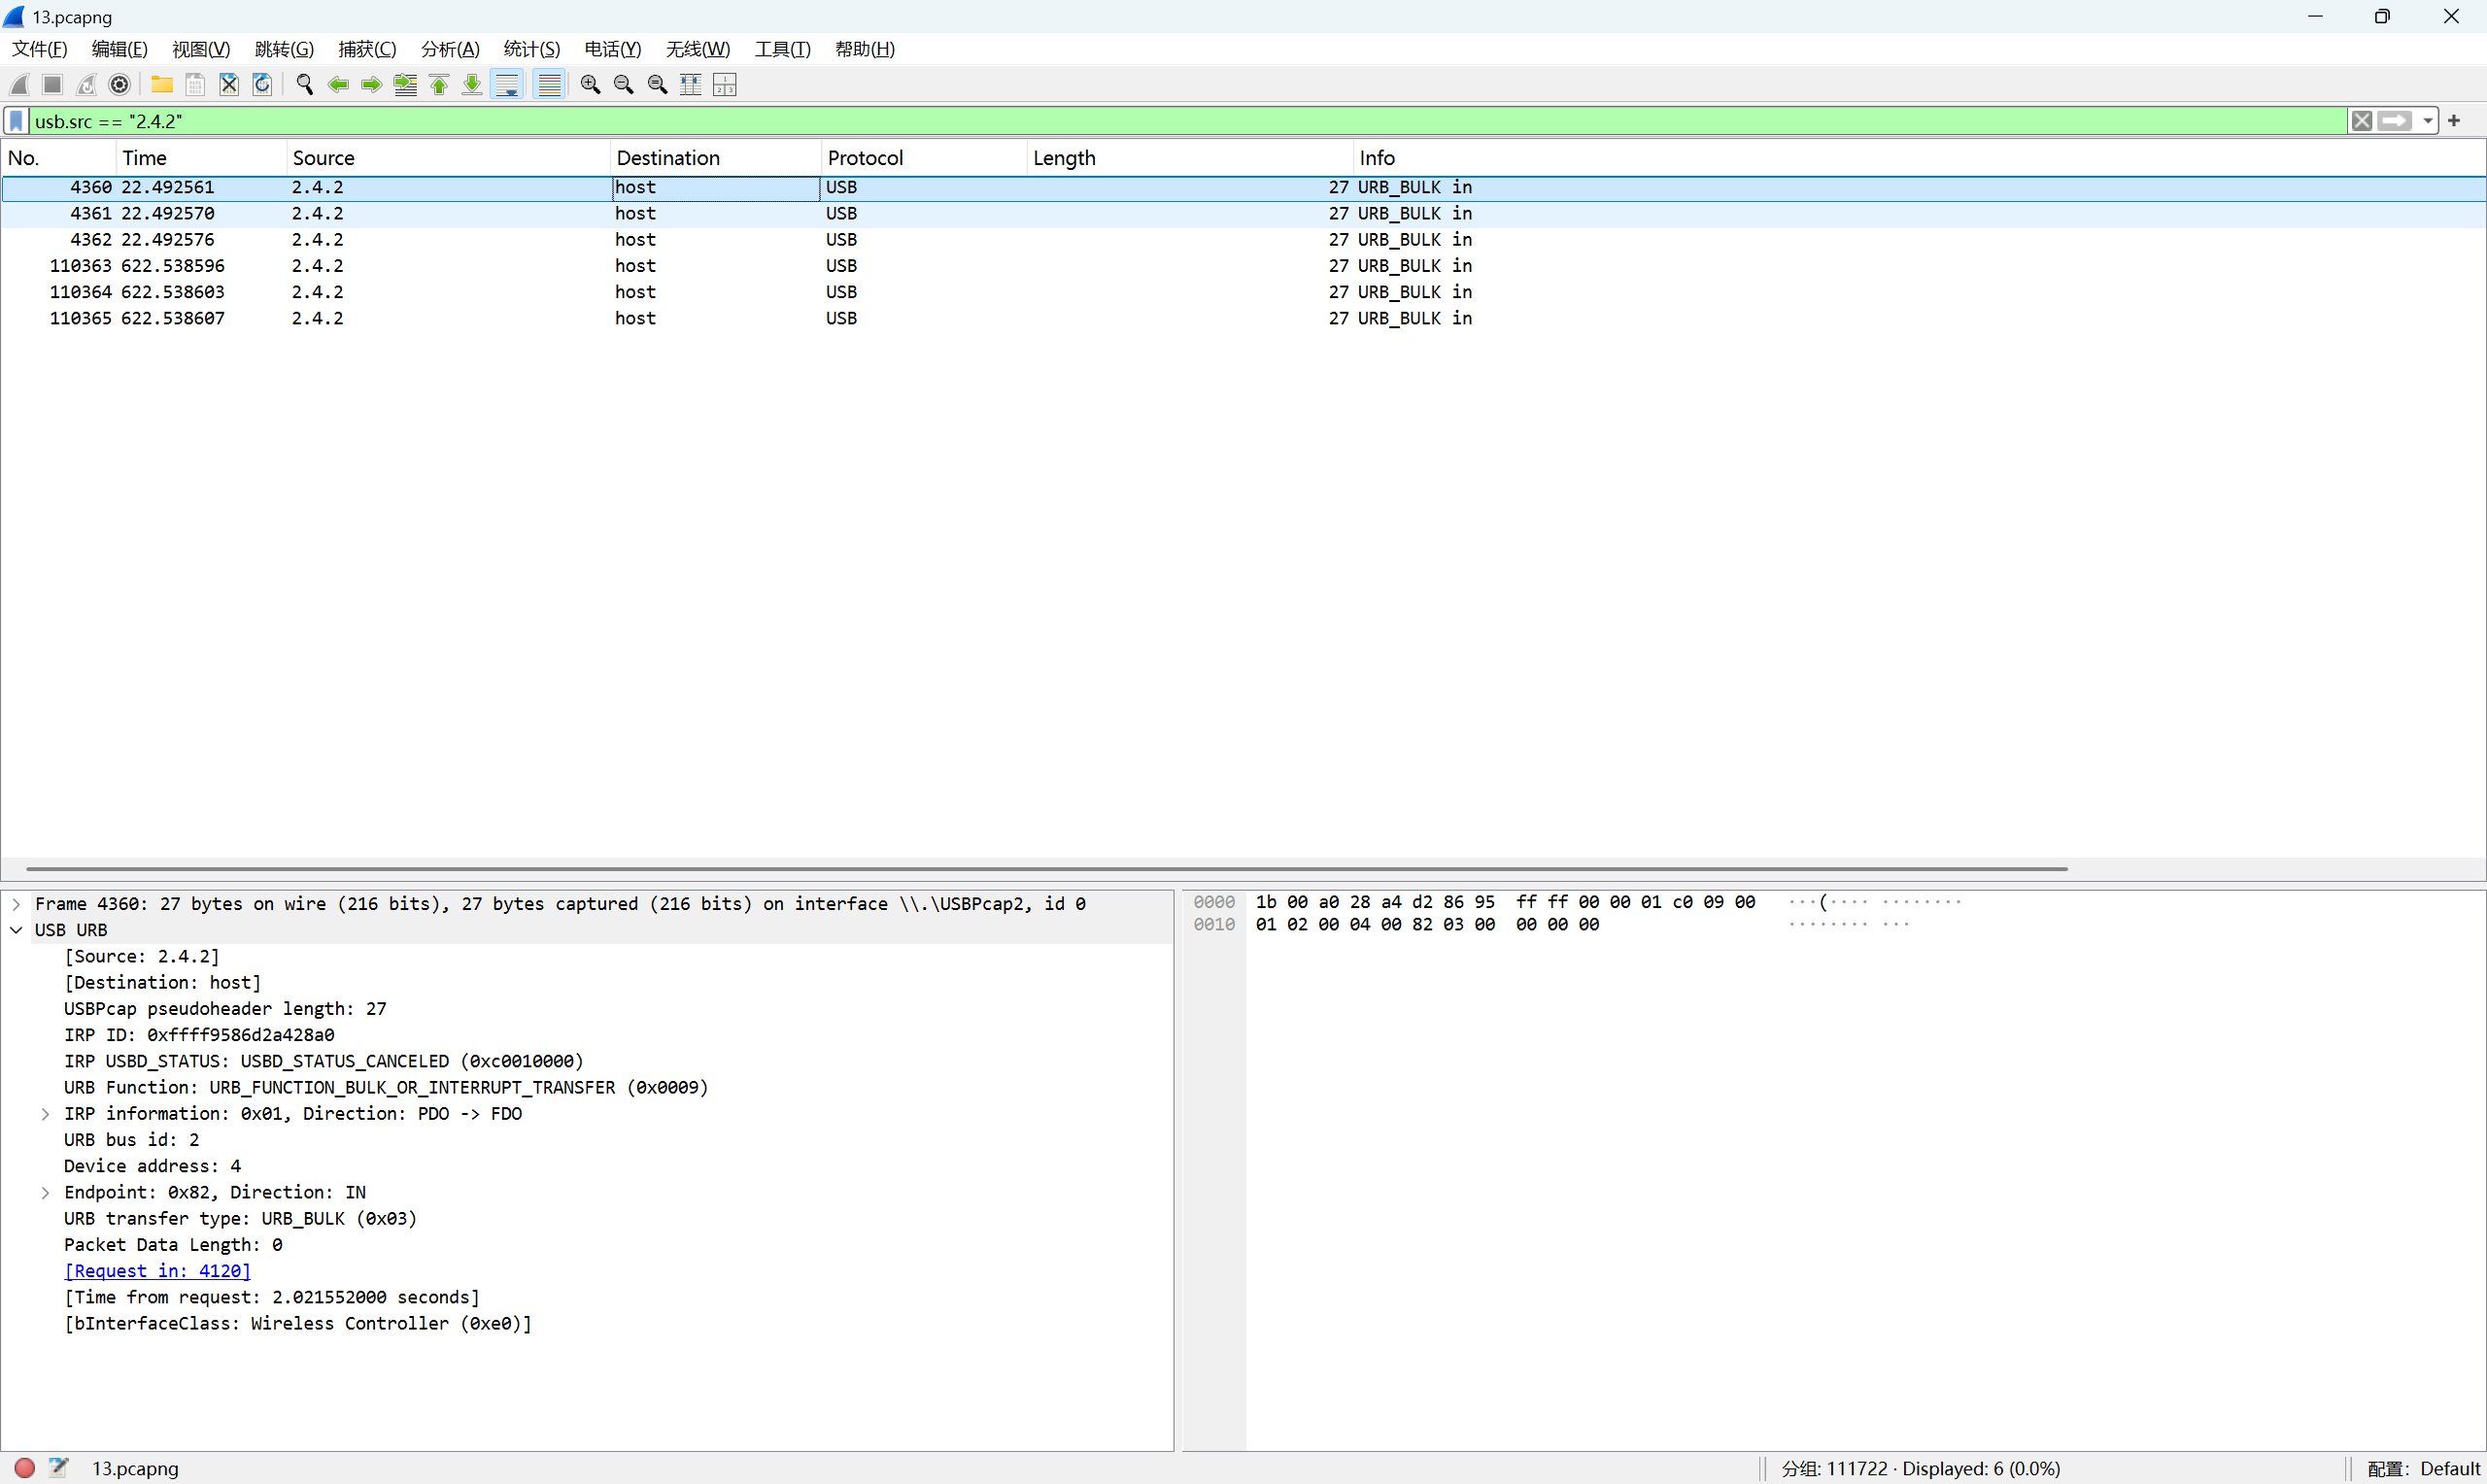 13.pcapng
文件(F) 编辑(E) 视图(V) 跳转(G) 捕获(C) 分析(A) 统计(S) 电话(Y) 无线(W) 工具(T) 帮助(H)
usb.src == "2.4.2"
No. Time Source Destination Protocol Length Info
4360 22.492561 2.4.2 host USB 27 URB_BULK in
4361 22.492570 2.4.2 host USB 27 URB_BULK in
4362 22.492576 2.4.2 host USB 27 URB_BULK in
110363 622.538596 2.4.2 host USB 27 URB_BULK in
110364 622.538603 2.4.2 host USB 27 URB_BULK in
110365 622.538607 2.4.2 host USB 27 URB_BULK in
Frame 4360: 27 bytes on wire (216 bits), 27 bytes captured (216 bits) on interface \\.\USBPcap2, id 0
USB URB
[Source: 2.4.2]
[Destination: host]
USBPcap pseudoheader length: 27
IRP ID: 0xffff9586d2a428a0
IRP USBD_STATUS: USBD_STATUS_CANCELED (0xc0010000)
URB Function: URB_FUNCTION_BULK_OR_INTERRUPT_TRANSFER (0x0009)
IRP information: 0x01, Direction: PDO -> FDO
URB bus id: 2
Device address: 4
Endpoint: 0x82, Direction: IN
URB transfer type: URB_BULK (0x03)
Packet Data Length: 0
[Request in: 4120]
[Time from request: 2.021552000 seconds]
[bInterfaceClass: Wireless Controller (0xe0)]
0000 1b 00 a0 28 a4 d2 86 95 ff ff 00 00 01 c0 09 00 ···(···· ········
0010 01 02 00 04 00 82 03 00 00 00 00 ········ ···
13.pcapng
分组: 111722 · Displayed: 6 (0.0%)
配置: Default